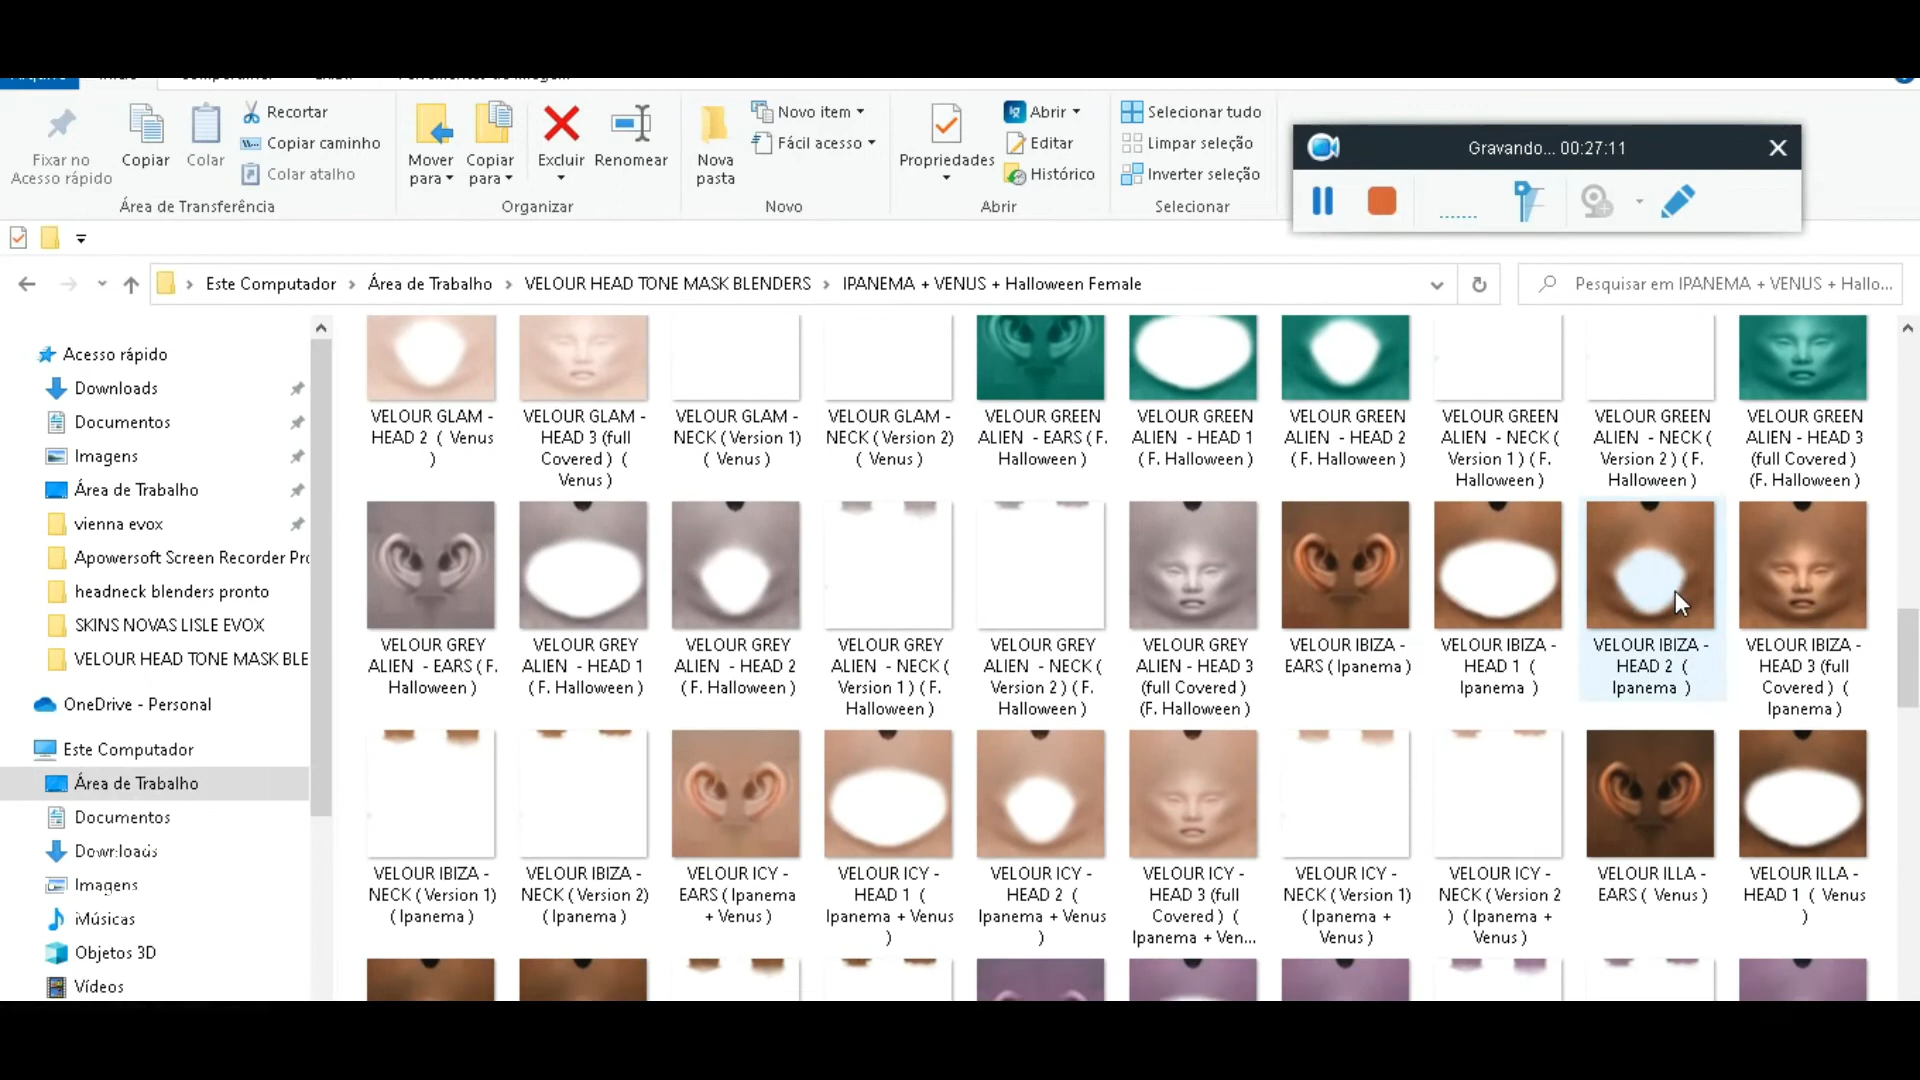 Recortar
Copiar caminho
Colar atalho
Fixar no
Acesso rápido
Copiar
Colar
Área de Transferência
Mover
para
Copiar
para
Excluir
Renomear
Organizar
Nova
pasta
Novo item
Fácil acesso
Novo
Propriedades
Abrir
Editar
Histórico
Abrir
Selecionar tudo
Limpar seleção
Inverter seleção
Selecionar
Gravando... 00:27:11
Este Computador › Área de Trabalho › VELOUR HEAD TONE MASK BLENDERS › IPANEMA + VENUS + Halloween Female
Pesquisar em IPANEMA + VENUS + Hallo...
Acesso rápido
Downloads
Documentos
Imagens
Área de Trabalho
vienna evox
Apowersoft Screen Recorder Pro
headneck blenders pronto
SKINS NOVAS LISLE EVOX
VELOUR HEAD TONE MASK BLE
OneDrive - Personal
Este Computador
Área de Trabalho
Documentos
Downloads
Imagens
Músicas
Objetos 3D
Vídeos
VELOUR GLAM -
HEAD 2 ( Venus
)
VELOUR GLAM -
HEAD 3 (full
Covered ) (
Venus )
VELOUR GLAM -
NECK ( Version 1)
( Venus )
VELOUR GLAM -
NECK ( Version 2)
( Venus )
VELOUR GREEN
ALIEN - EARS ( F.
Halloween )
VELOUR GREEN
ALIEN - HEAD 1
( F. Halloween )
VELOUR GREEN
ALIEN - HEAD 2
( F. Halloween )
VELOUR GREEN
ALIEN - NECK (
Version 1 ) ( F.
Halloween )
VELOUR GREEN
ALIEN - NECK (
Version 2 ) ( F.
Halloween )
VELOUR GREEN
ALIEN - HEAD 3
(full Covered )
(F. Halloween )
VELOUR GREY
ALIEN - EARS ( F.
Halloween )
VELOUR GREY
ALIEN - HEAD 1
( F. Halloween )
VELOUR GREY
ALIEN - HEAD 2
( F. Halloween )
VELOUR GREY
ALIEN - NECK (
Version 1 ) ( F.
Halloween )
VELOUR GREY
ALIEN - NECK (
Version 2 ) ( F.
Halloween )
VELOUR GREY
ALIEN - HEAD 3
(full Covered )
(F. Halloween )
VELOUR IBIZA -
EARS ( Ipanema )
VELOUR IBIZA -
HEAD 1 (
Ipanema )
VELOUR IBIZA -
HEAD 2 (
Ipanema )
VELOUR IBIZA -
HEAD 3 (full
Covered ) (
Ipanema )
VELOUR IBIZA -
NECK ( Version 1)
( Ipanema )
VELOUR IBIZA -
NECK ( Version 2)
( Ipanema )
VELOUR ICY -
EARS ( Ipanema
+ Venus )
VELOUR ICY -
HEAD 1 (
Ipanema + Venus
)
VELOUR ICY -
HEAD 2 (
Ipanema + Venus
)
VELOUR ICY -
HEAD 3 (full
Covered ) (
Ipanema + Ven...
VELOUR ICY -
NECK ( Version 1)
( Ipanema +
Venus )
VELOUR ICY -
NECK ( Version 2
) ( Ipanema +
Venus )
VELOUR ILLA -
EARS ( Venus )
VELOUR ILLA -
HEAD 1 ( Venus
)